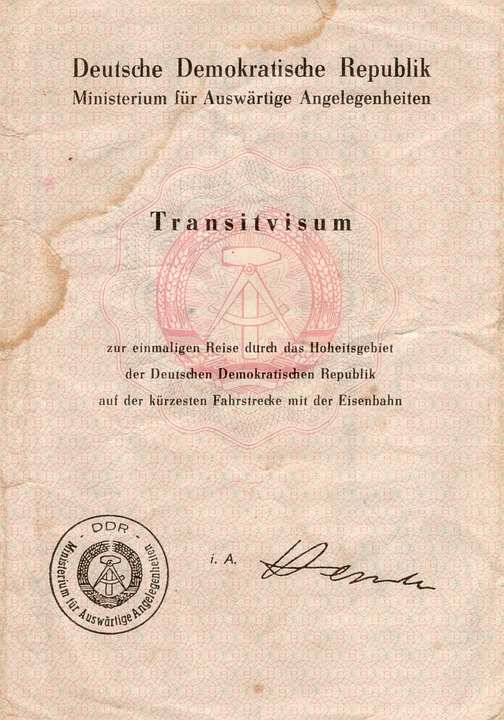 Deutsche Demokratische Republik
Ministerium für Auswärtige Angelegenheiten
Transitvisum
zur einmaligen Reise durch das Hoheitsgebiet
der Deutschen Demokratischen Republik
auf der kürzesten Fahrstrecke mit der Eisenbahn
- DDR -
Ministerium für Auswärtige Angelegenheiten
i. A.